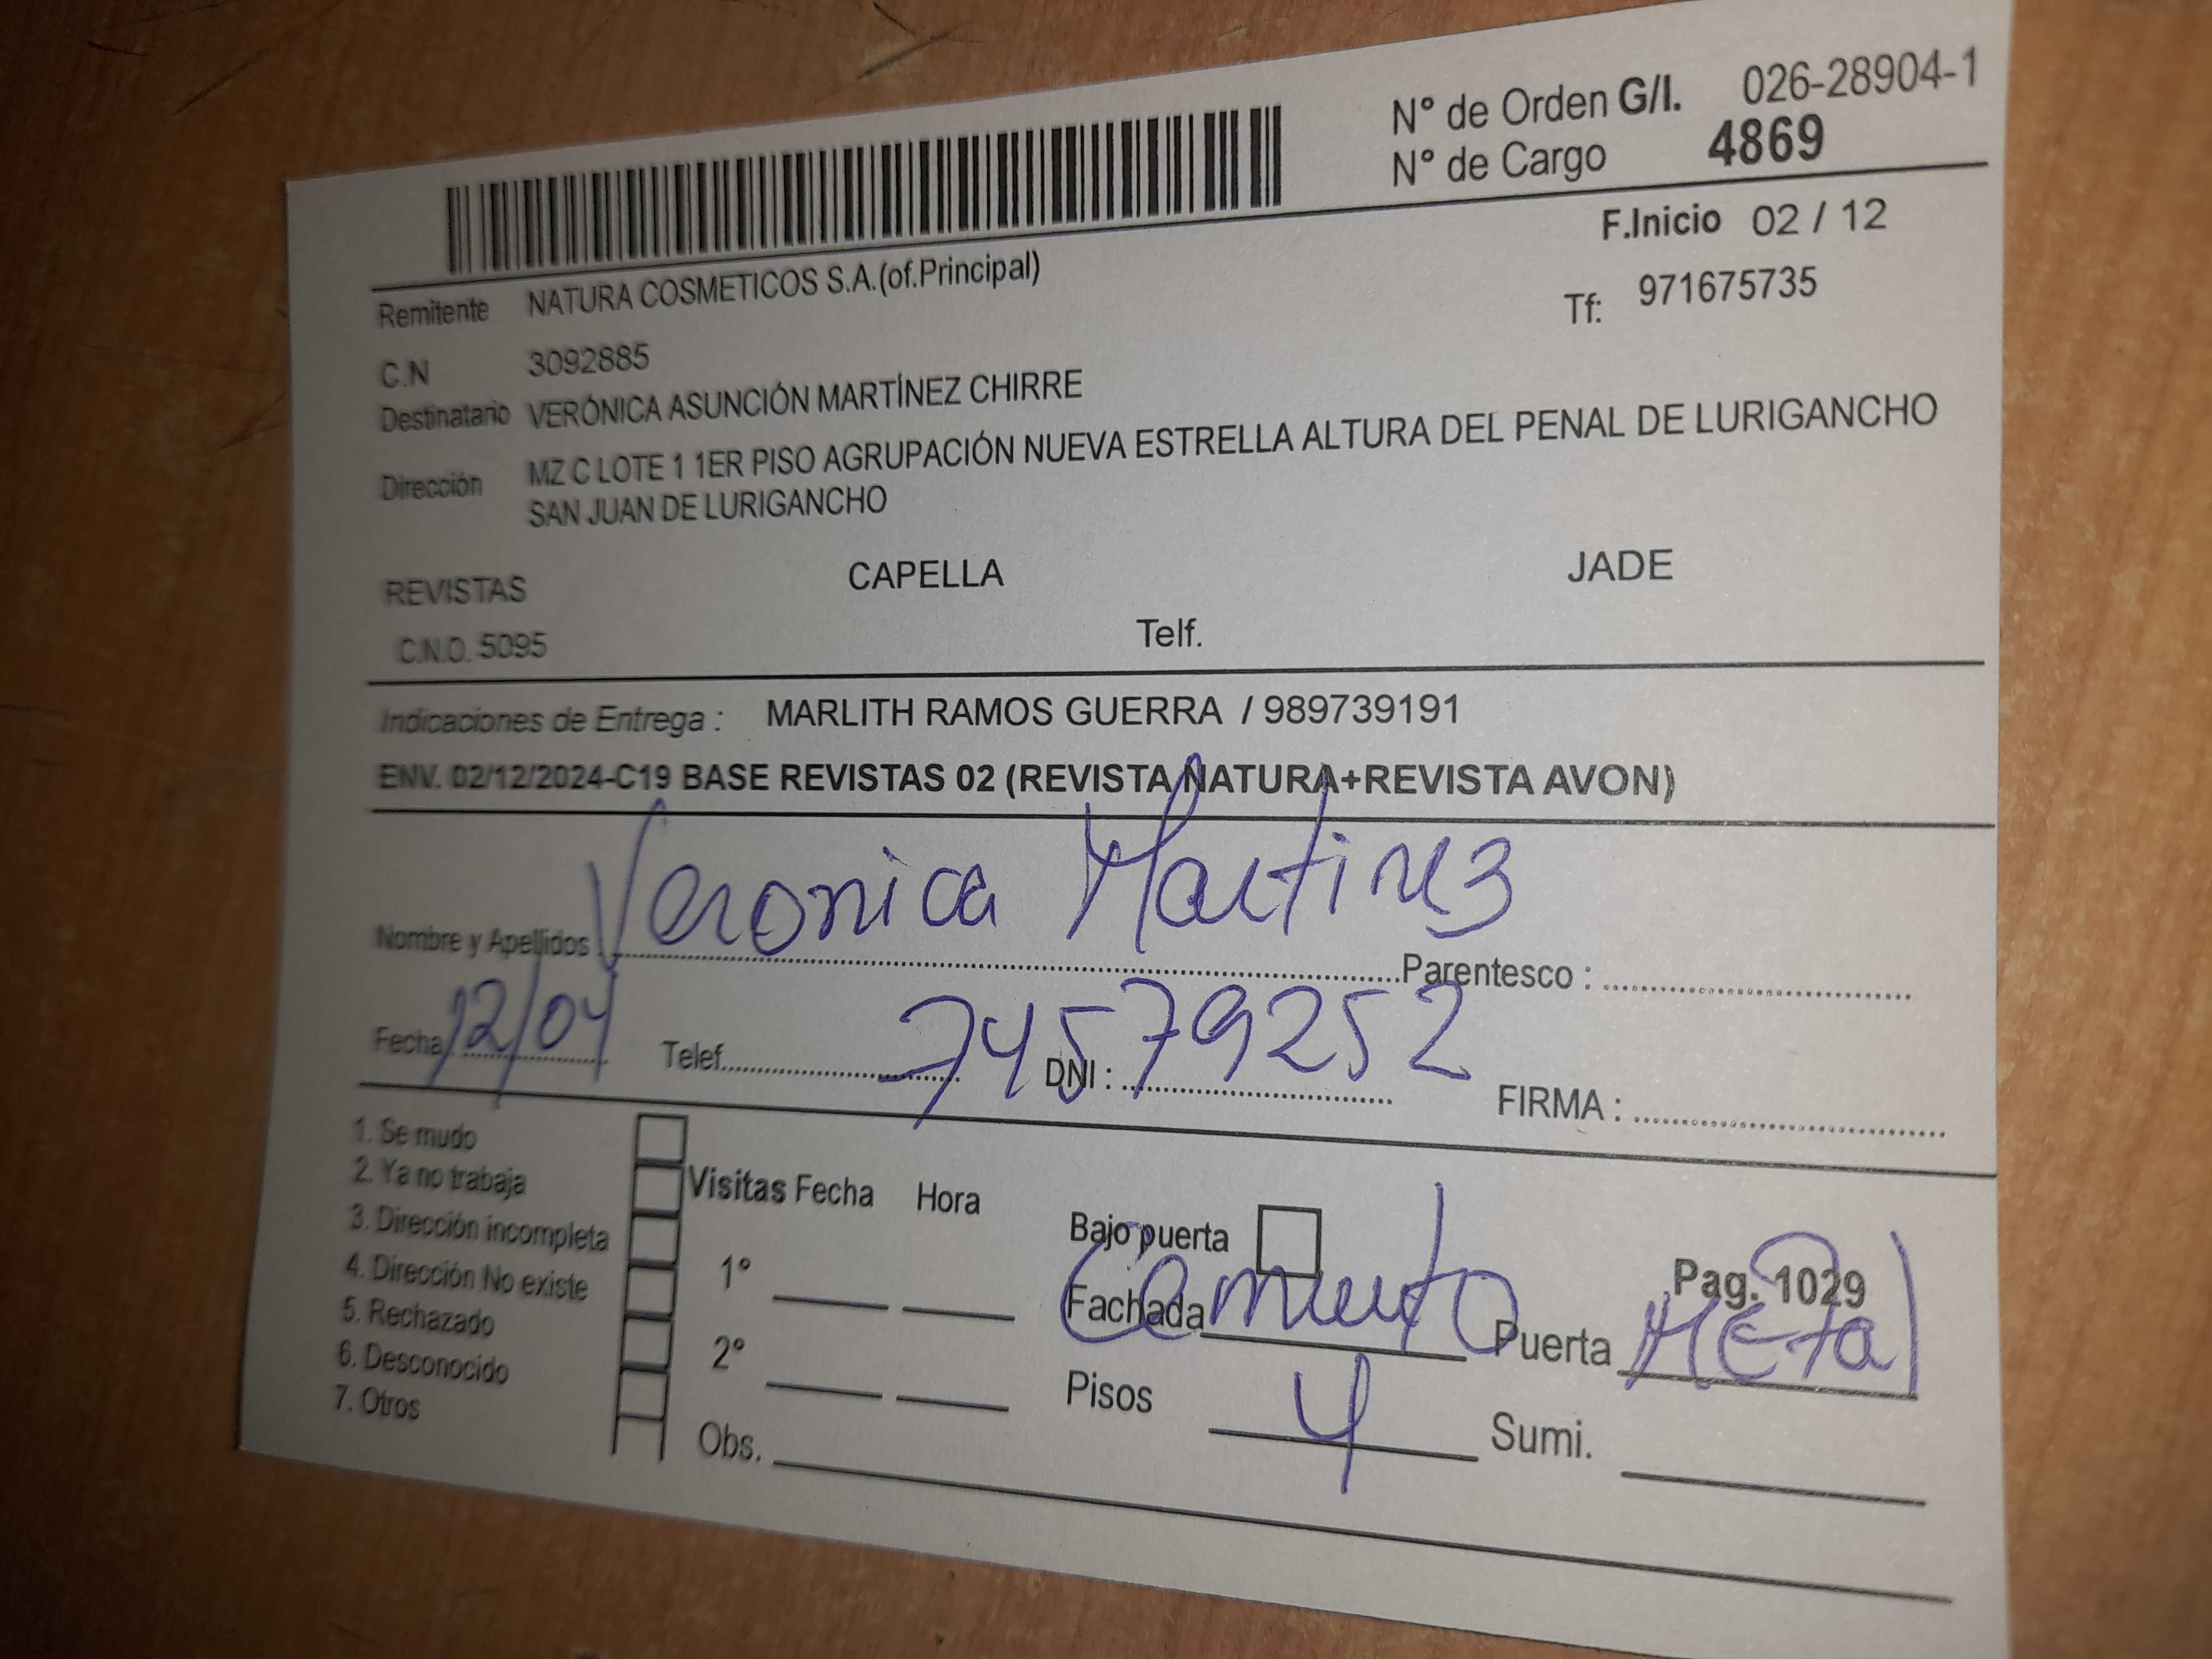 N° de Orden G/I. 026-28904-1
N° de Cargo 4869
F.Inicio 02 / 12
Remitente NATURA COSMETICOS S.A.(of.Principal)
Tf: 971675735
C.N 3092885
Destinatario VERÓNICA ASUNCIÓN MARTÍNEZ CHIRRE
Dirección MZ C LOTE 1 1ER PISO AGRUPACIÓN NUEVA ESTRELLA ALTURA DEL PENAL DE LURIGANCHO
SAN JUAN DE LURIGANCHO
REVISTAS CAPELLA JADE
C.N.O. 5095 Telf.
Indicaciones de Entrega : MARLITH RAMOS GUERRA / 989739191
ENV. 02/12/2024-C19 BASE REVISTAS 02 (REVISTA NATURA+REVISTA AVON)
Nombre y Apellidos Veronica Martinez Parentesco :
Fecha 12/04 Telef. DNI : 74579252 FIRMA :
1. Se mudo
2. Ya no trabaja
3. Dirección incompleta
4. Dirección No existe
5. Rechazado
6. Desconocido
7. Otros
Visitas Fecha Hora
1°
2°
Obs.
Bajo puerta
Pag. 1029
Fachada Cemento Puerta Metal
Pisos 4 Sumi.